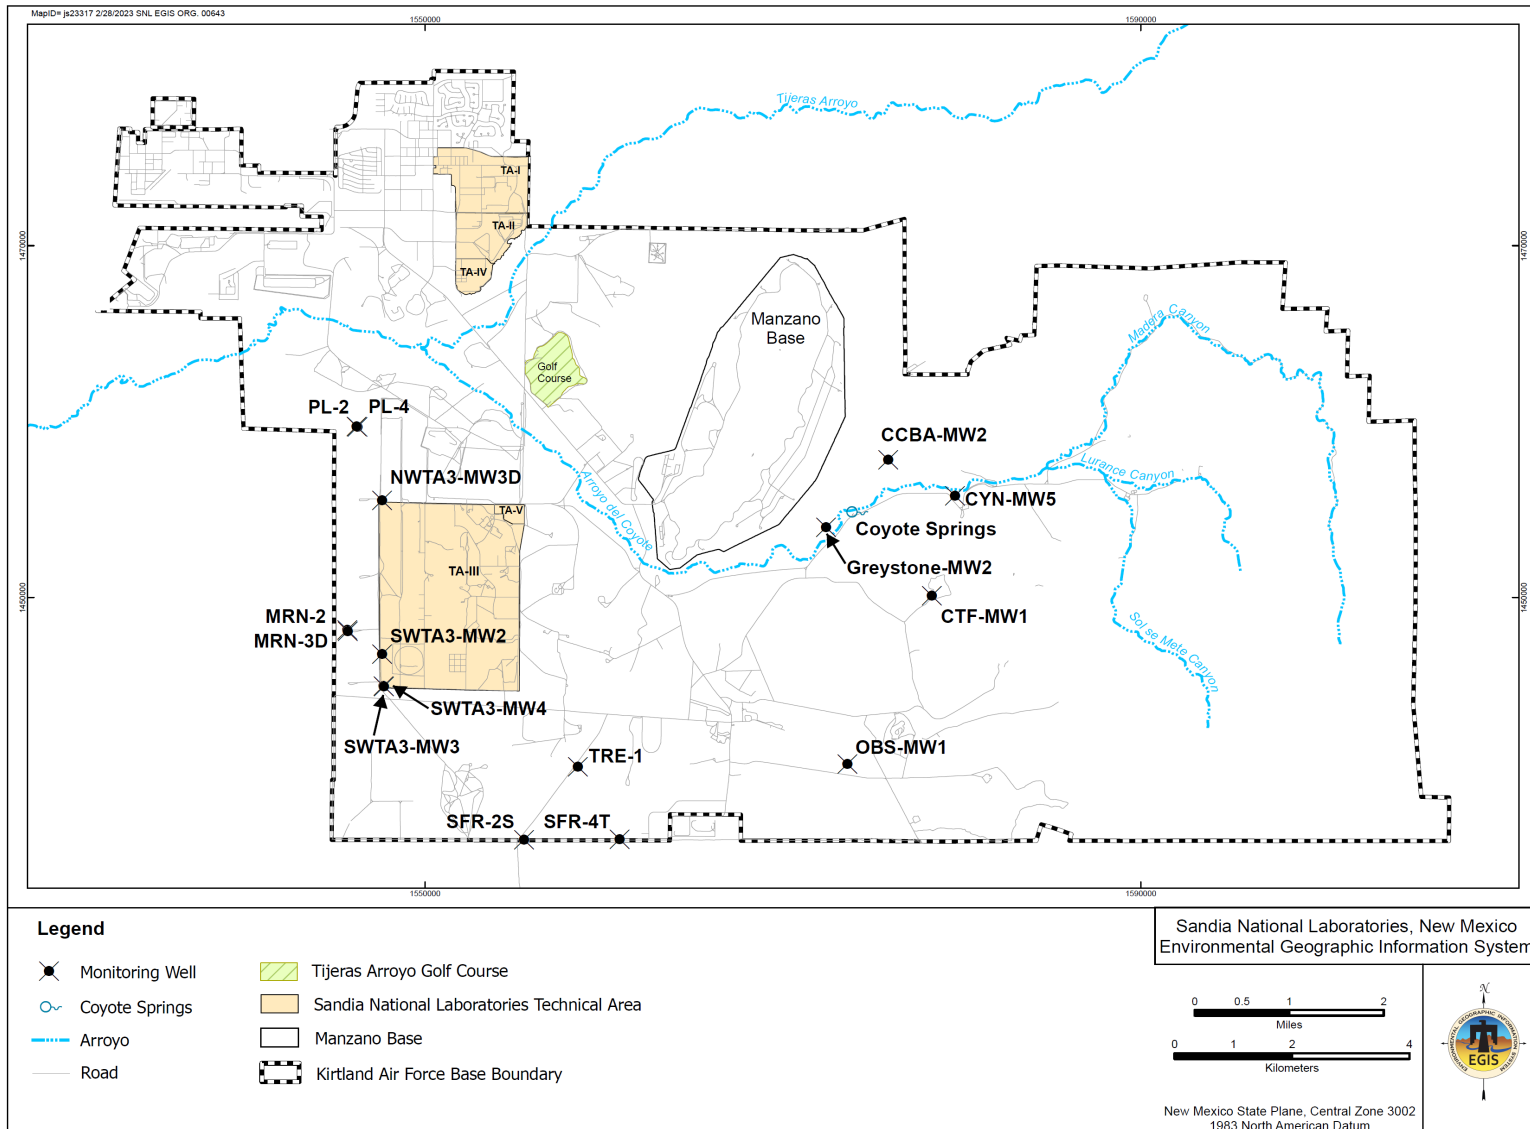 MapID= js23317 2/28/2023 SNL EGIS ORG. 00643
1550000
1590000
Tijeras Arroyo
TA-I
TA-II
TA-IV
1470000
1470000
Manzano
Base
Madera Canyon
Golf
Course
PL-2
PL-4
CCBA-MW2
Lurance Canyon
NWTA3-MW3D
Arroyo del Coyote
CYN-MW5
TA-V
Coyote Springs
Greystone-MW2
TA-III
1450000
1450000
CTF-MW1
MRN-2
MRN-3D
SWTA3-MW2
Sol se Mete Canyon
SWTA3-MW4
SWTA3-MW3
TRE-1
OBS-MW1
SFR-2S
SFR-4T
1550000
1590000
Legend
Monitoring Well
Coyote Springs
Arroyo
Road
Tijeras Arroyo Golf Course
Sandia National Laboratories Technical Area
Manzano Base
Kirtland Air Force Base Boundary
Sandia National Laboratories, New Mexico
Environmental Geographic Information System
0 0.5 1 2
Miles
0 1 2 4
Kilometers
N
ENVIRONMENTAL GEOGRAPHIC INFORMATION SYSTEM
EGIS
New Mexico State Plane, Central Zone 3002
1983 North American Datum